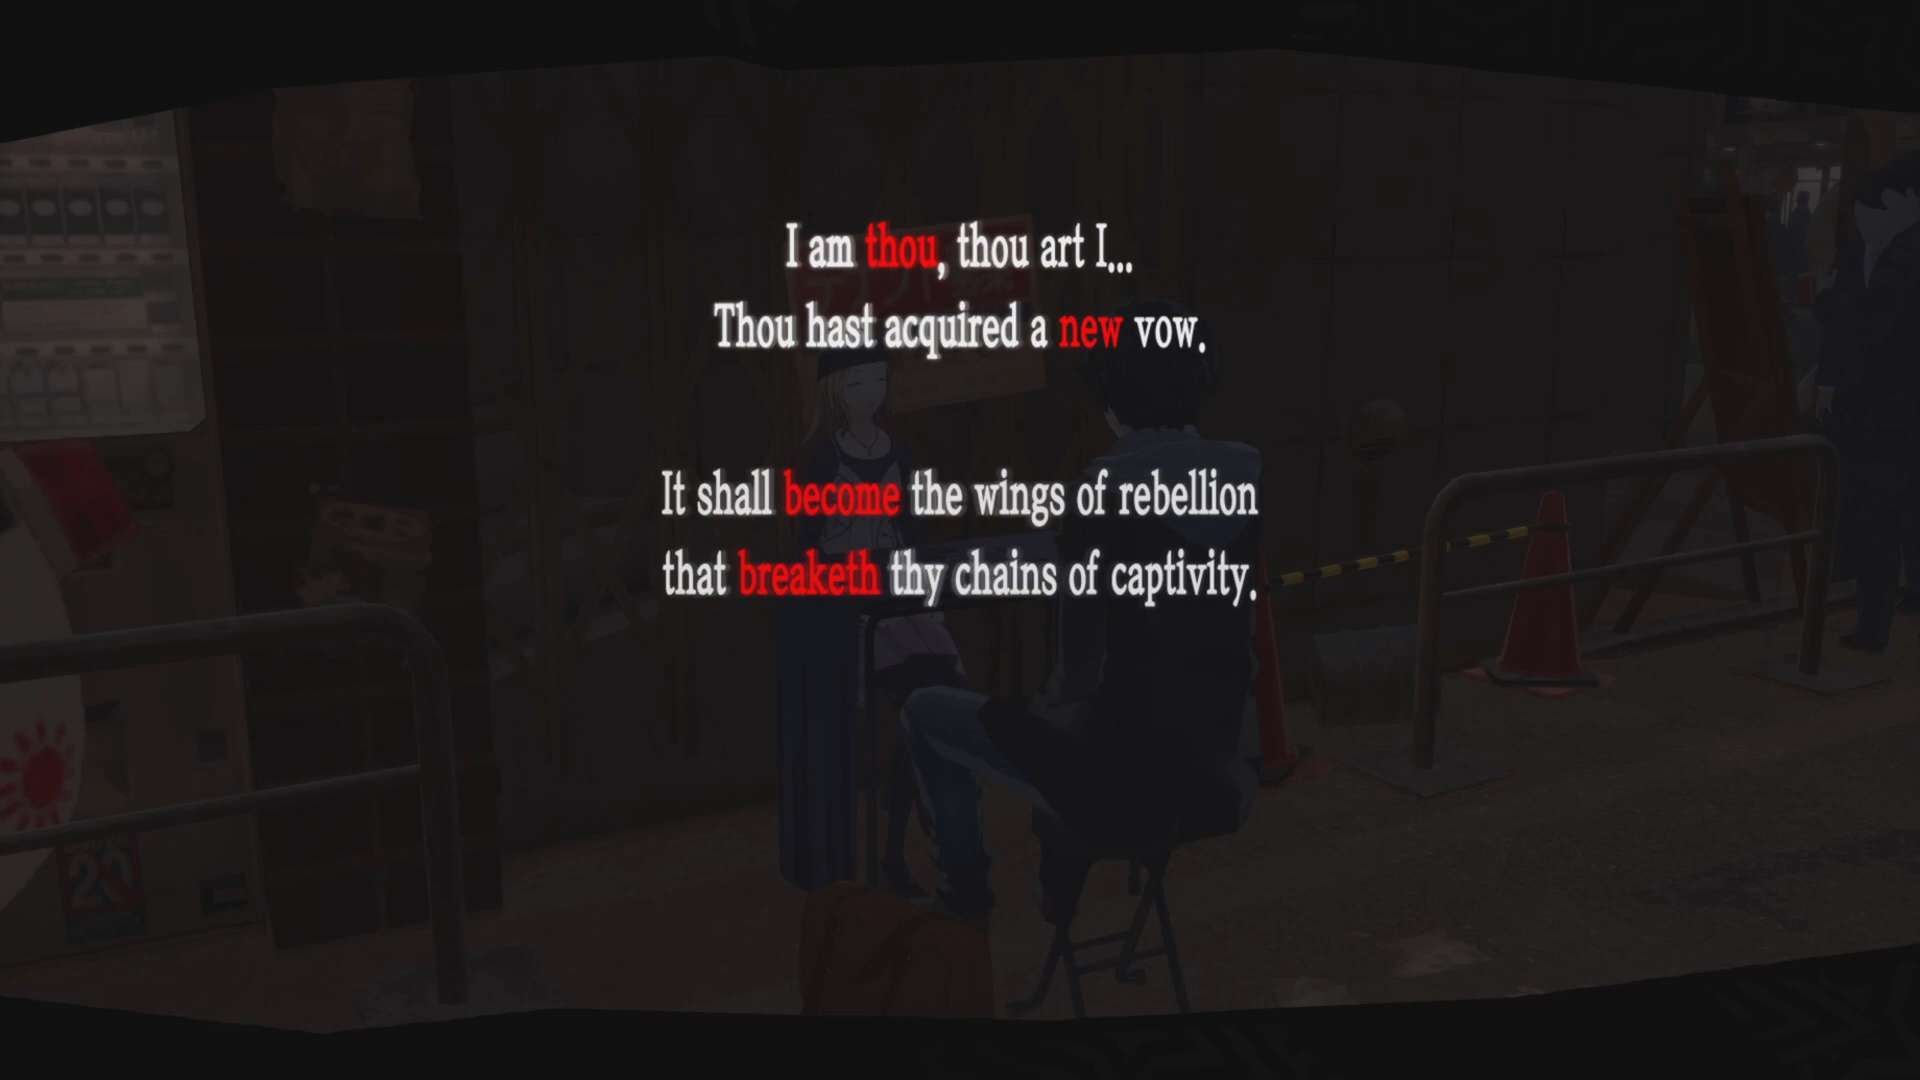 I am thou, thou art I...
Thou hast acquired a new vow.
It shall become the wings of rebellion
that breaketh thy chains of captivity.
20